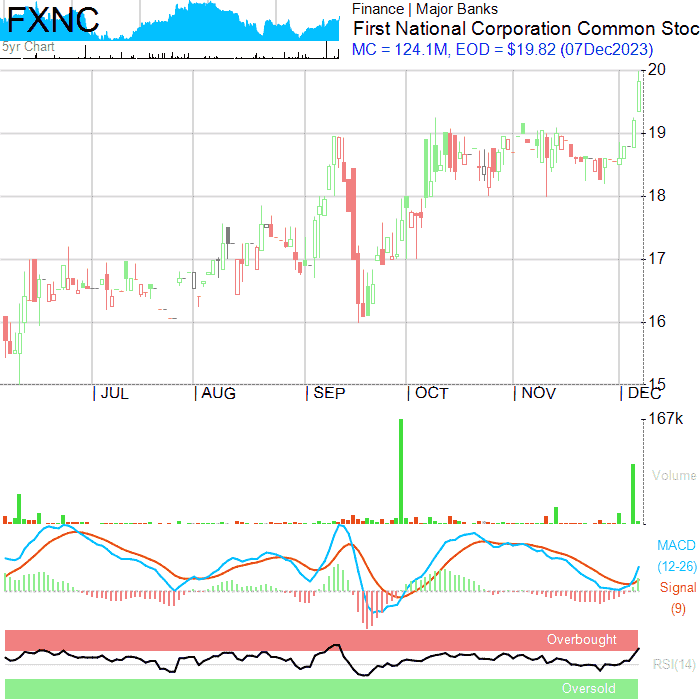 FXNC
5yr Chart
Finance | Major Banks
First National Corporation Common Stoc
MC = 124.1M, EOD = $19.82 (07Dec2023)
20
19
18
17
16
15
JUL AUG SEP OCT NOV DEC
167k
Volume
MACD
(12-26)
Signal
(9)
Overbought
RSI(14)
Oversold